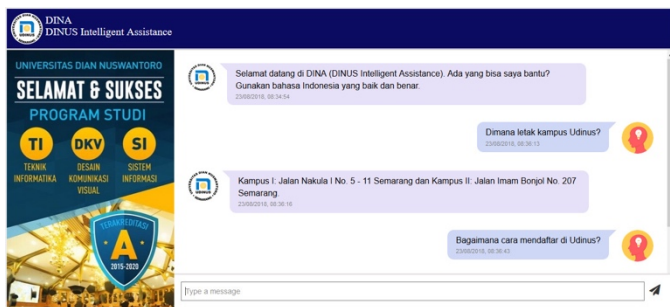 DINA
DINUS Intelligent Assistance
UNIVERSITAS DIAN NUSWANTORO
SELAMAT & SUKSES
PROGRAM STUDI
TI DKV SI
TEKNIK INFORMATIKA
DESAIN KOMUNIKASI VISUAL
SISTEM INFORMASI
TERAKREDITASI
A
2015-2020
Selamat datang di DINA (DINUS Intelligent Assistance). Ada yang bisa saya bantu?
Gunakan bahasa Indonesia yang baik dan benar.
23/08/2018, 08:34:54
Dimana letak kampus Udinus?
23/08/2018, 08:36:13
Kampus I: Jalan Nakula I No. 5 - 11 Semarang dan Kampus II: Jalan Imam Bonjol No. 207
Semarang.
23/08/2018, 08:36:18
Bagaimana cara mendaftar di Udinus?
23/08/2018, 08:36:43
Type a message